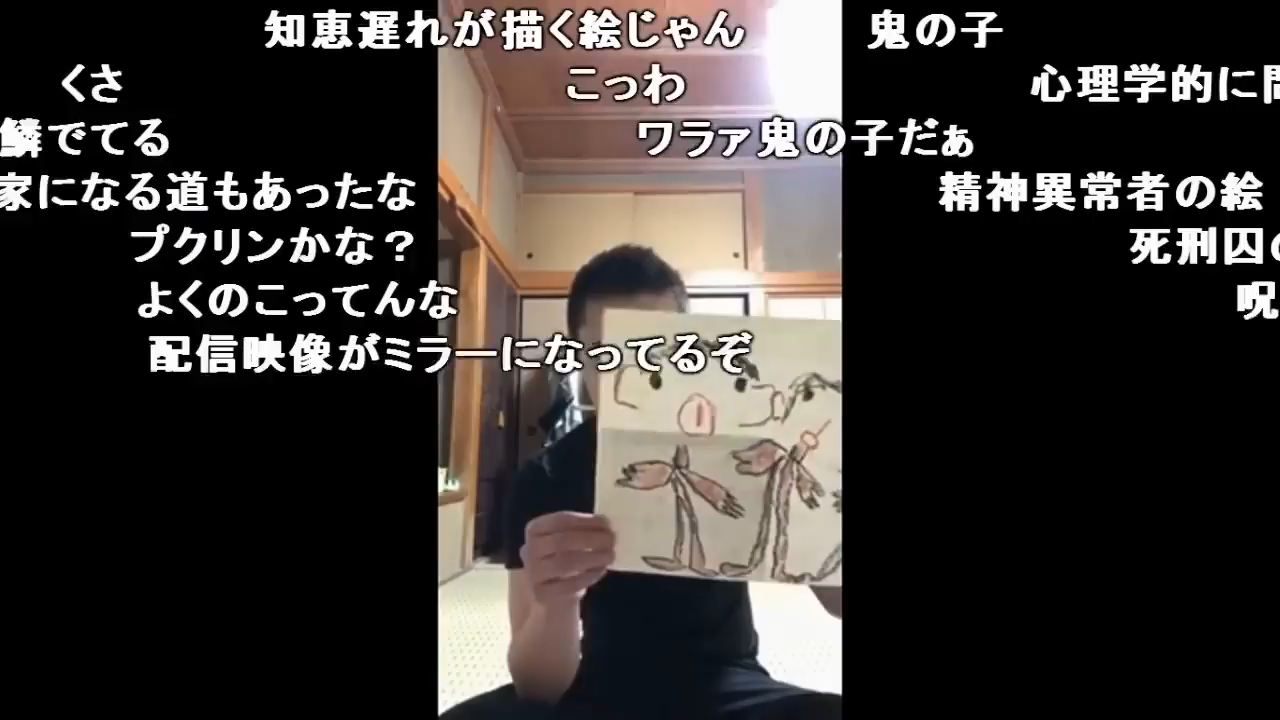 知恵遅れが描く絵じゃん 鬼の子
くさ こっわ 心理学的に
鱗でてる ワラァ鬼の子だぁ
家になる道もあったな 精神異常者の絵
プクリンかな？ 死刑囚
よくのこってんな 呪
配信映像がミラーになってるぞ